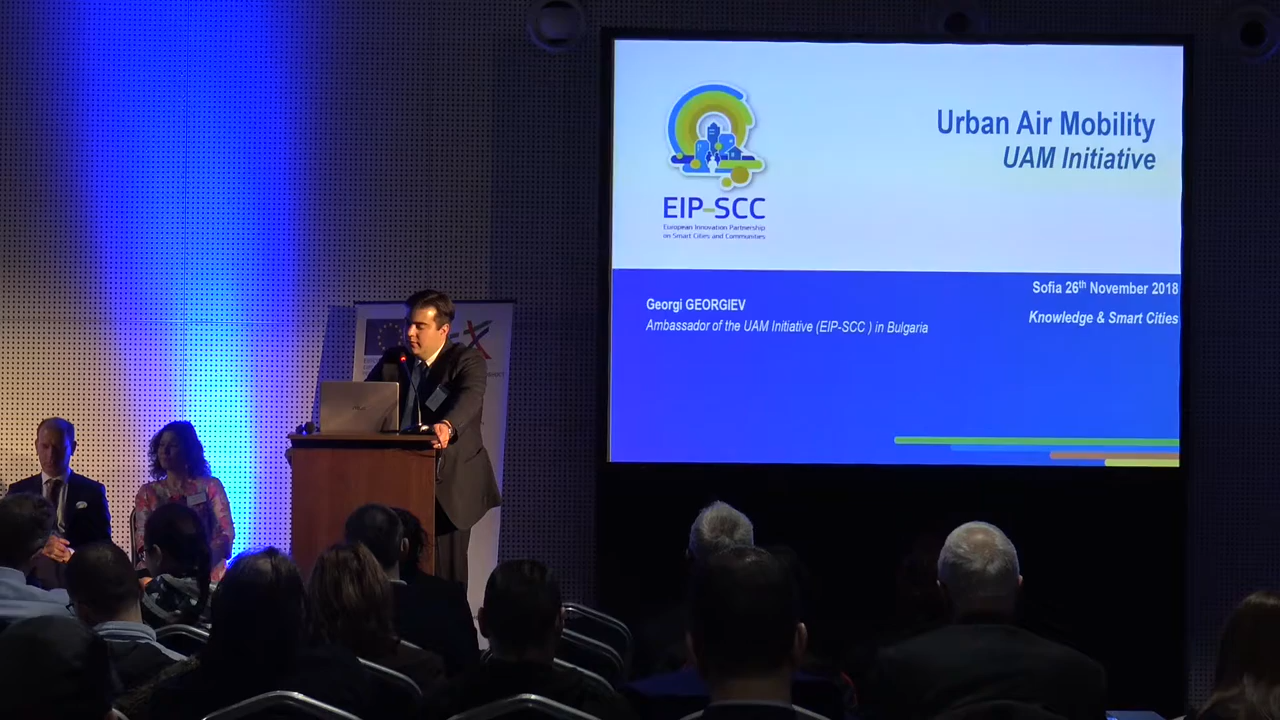 Urban Air Mobility
UAM Initiative
EIP-SCC
European Innovation Partnership
on Smart Cities and Communities
Sofia 26th November 2018
Georgi GEORGIEV
Knowledge & Smart Cities
Ambassador of the UAM Initiative (EIP-SCC ) in Bulgaria